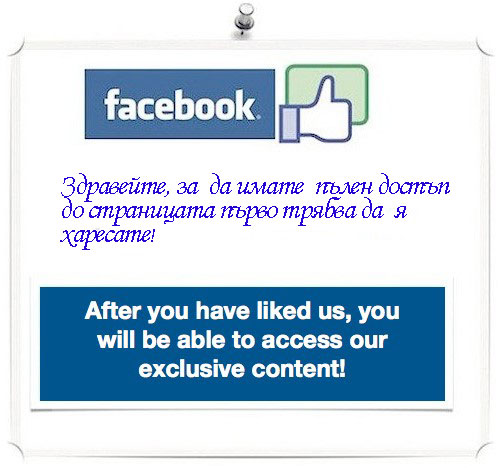 facebook
Здравейте, за да имате пълен достъп
до страницата първо трябва да я
харесате!
After you have liked us, you
will be able to access our
exclusive content!